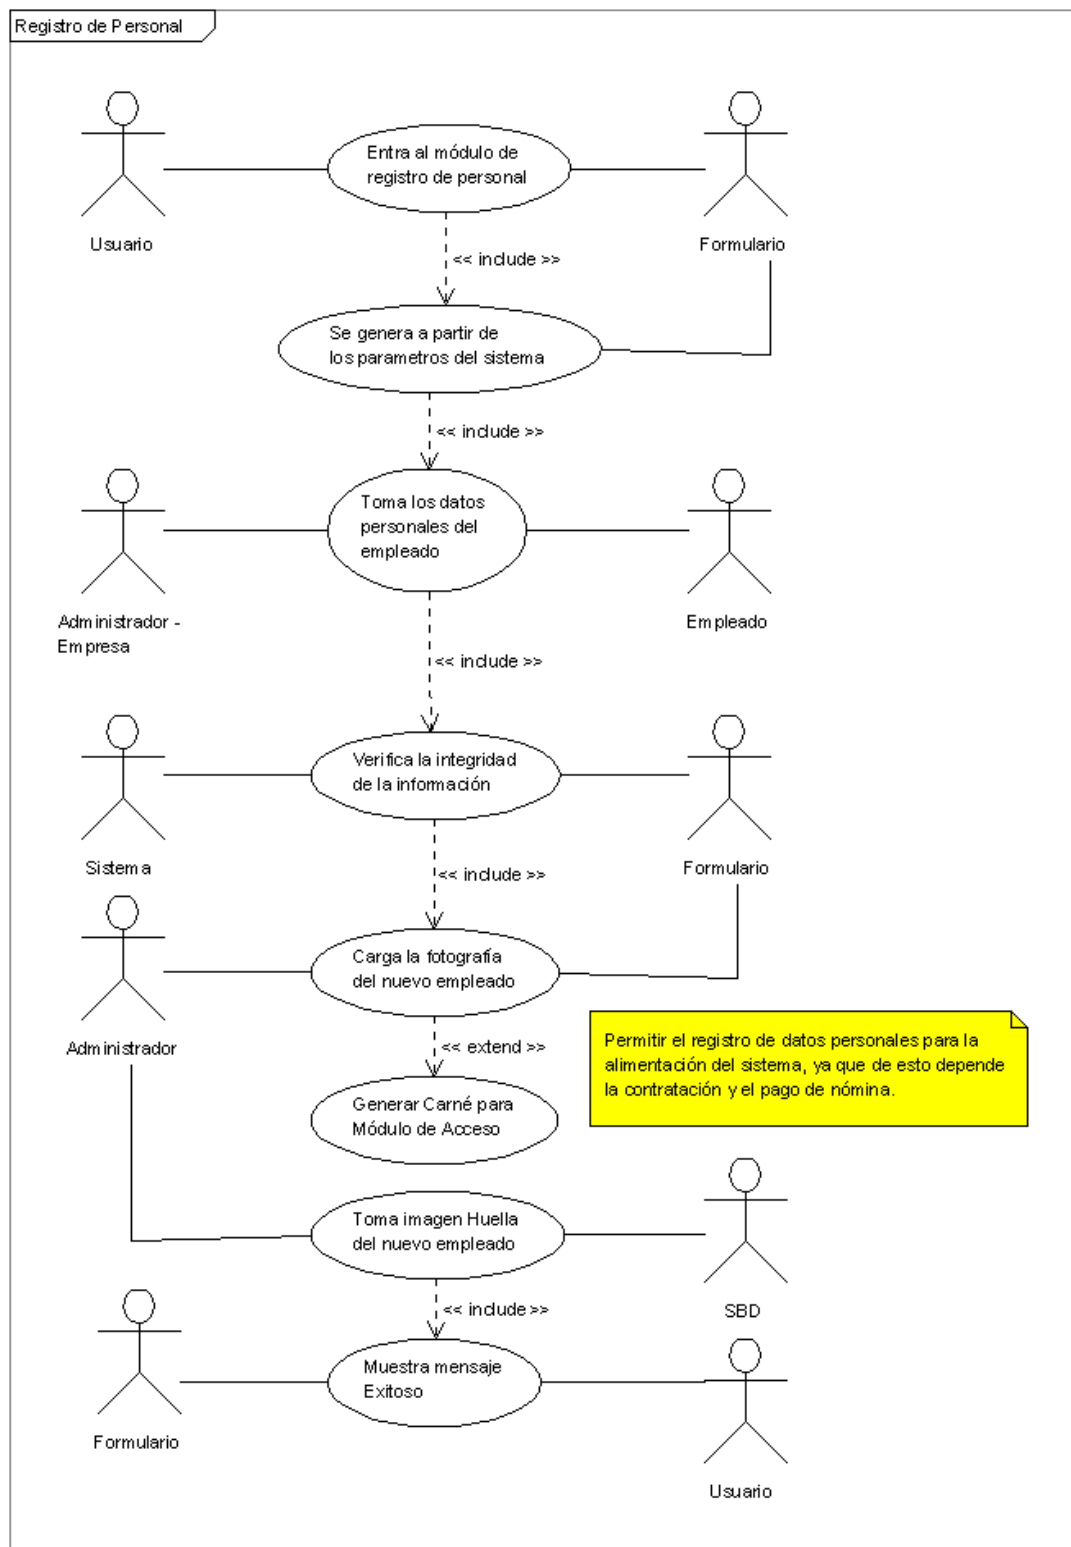 Registro de Personal
Entra al módulo de
registro de personal
Usuario
Formulario
<< include >>
Se genera a partir de
los parametros del sistema
<< include >>
Toma los datos
personales del
empleado
Administrador -
Empresa
Empleado
<< include >>
Verifica la integridad
de la información
Sistema
Formulario
<< include >>
Carga la fotografía
del nuevo empleado
Administrador
<< extend >>
Permitir el registro de datos personales para la
alimentación del sistema, ya que de esto depende
la contratación y el pago de nómina.
Generar Carné para
Módulo de Acceso
Toma imagen Huella
del nuevo empleado
SBD
<< include >>
Muestra mensaje
Exitoso
Formulario
Usuario